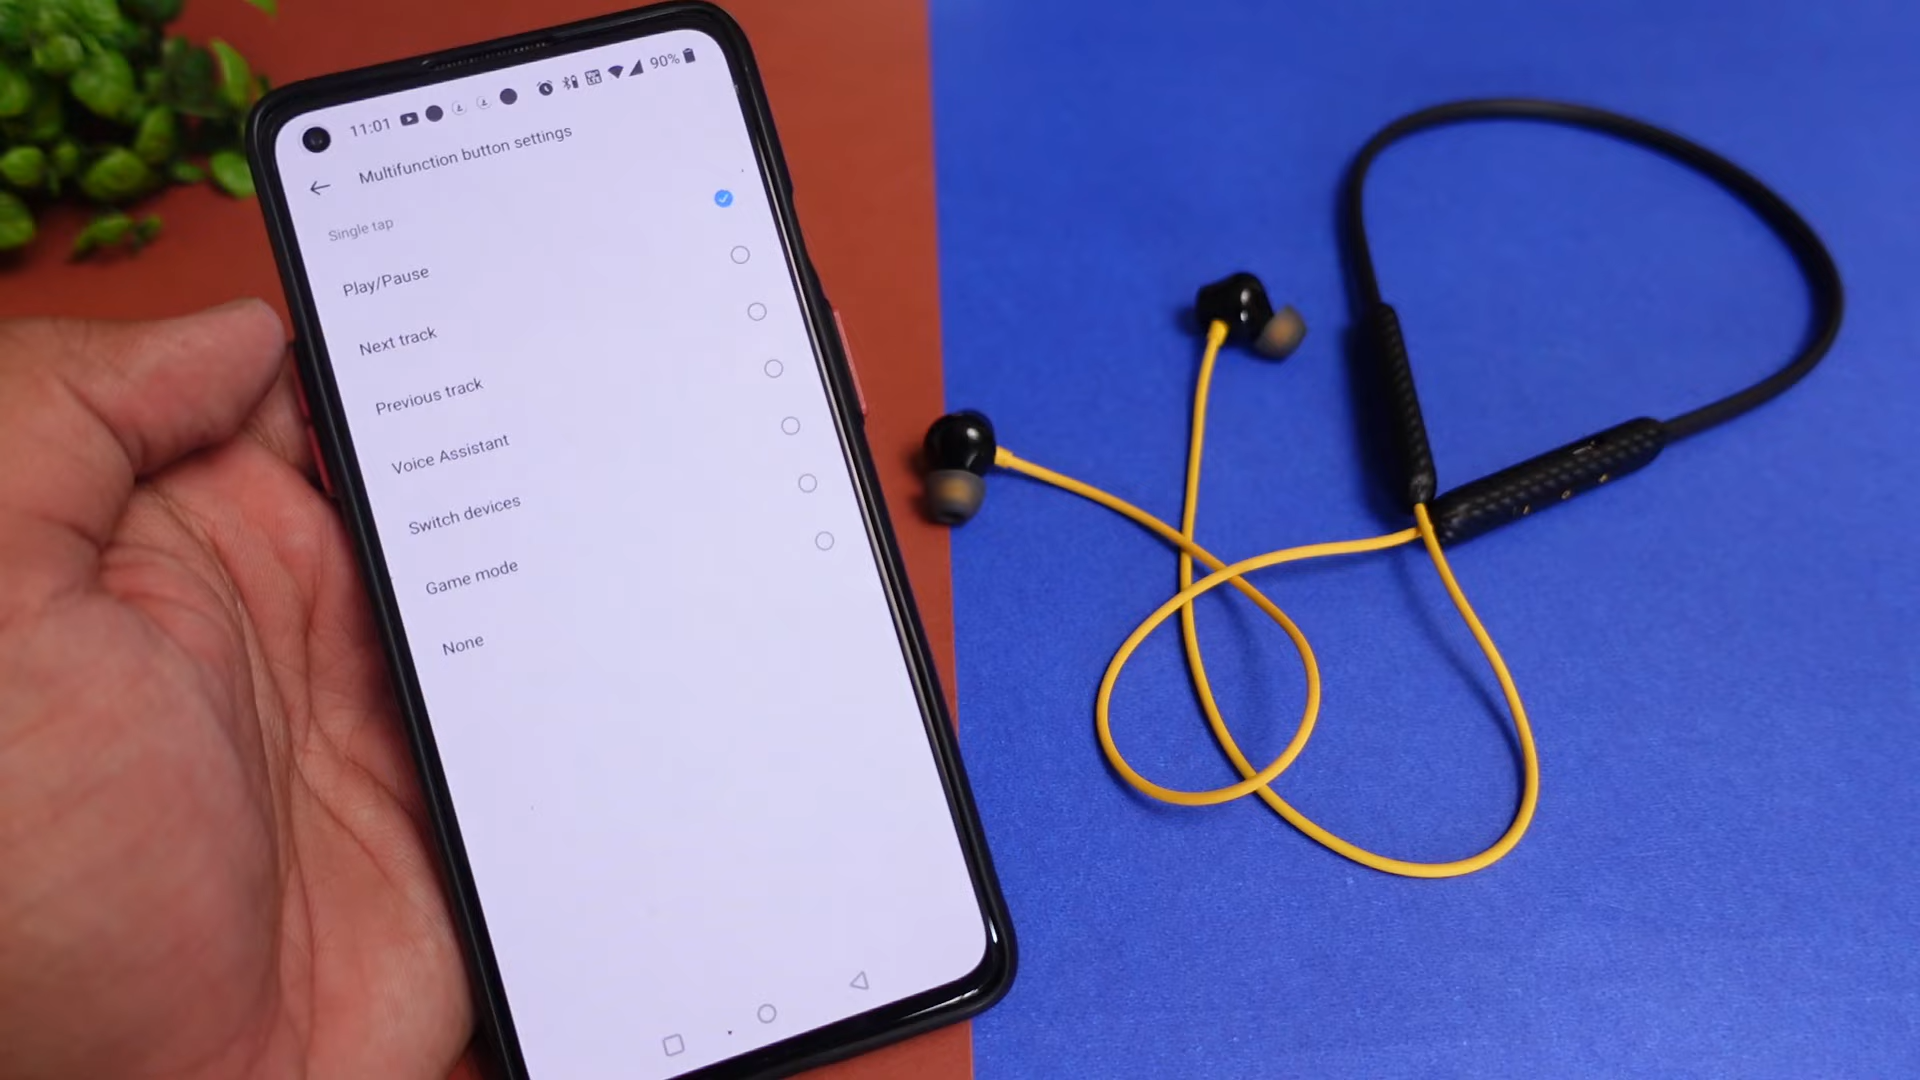 11:01 90%
Multifunction button settings
Single tap
Play/Pause
Next track
Previous track
Voice Assistant
Switch devices
Game mode
None